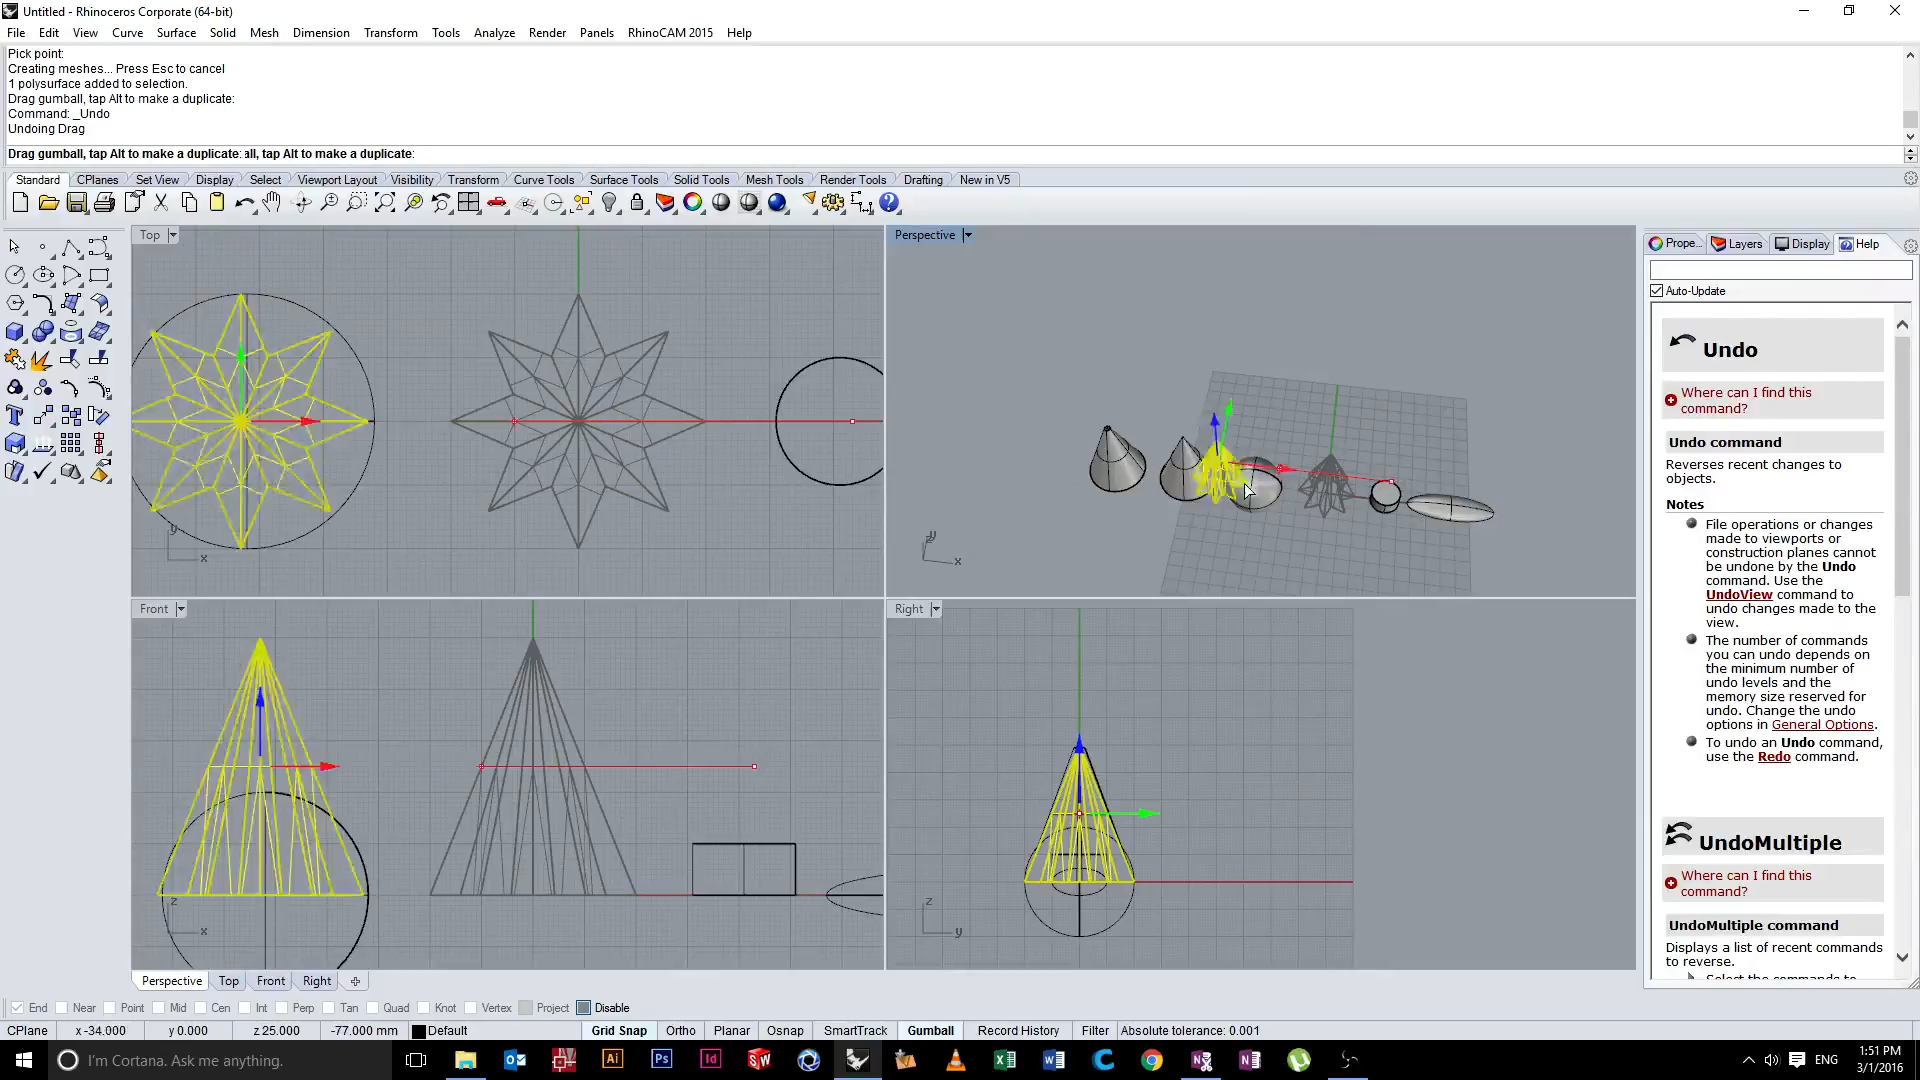 Untitled - Rhinoceros Corporate (64-bit)
File Edit View Curve Surface Solid Mesh Dimension Transform Tools Analyze Render Panels RhinoCAM 2015 Help
Pick point:
Creating meshes... Press Esc to cancel
1 polysurface added to selection.
Drag gumball, tap Alt to make a duplicate:
Command: _Undo
Undoing Drag
Drag gumball, tap Alt to make a duplicate: all, tap Alt to make a duplicate:
Standard CPlanes Set View Display Select Viewport Layout Visibility Transform Curve Tools Surface Tools Solid Tools Mesh Tools Render Tools Drafting New in V5
Top
y
x
Perspective
y
x
Front
z
x
Right
z
y
Prope... Layers Display Help
Auto-Update
Undo
Where can I find this
command?
Undo command
Reverses recent changes to
objects.
Notes
File operations or changes
made to viewports or
construction planes cannot
be undone by the Undo
command. Use the
UndoView command to
undo changes made to the
view.
The number of commands
you can undo depends on
the minimum number of
undo levels and the
memory size reserved for
undo. Change the undo
options in General Options.
To undo an Undo command,
use the Redo command.
UndoMultiple
Where can I find this
command?
UndoMultiple command
Displays a list of recent commands
to reverse.
Select the commands to
Perspective Top Front Right
End Near Point Mid Cen Int Perp Tan Quad Knot Vertex Project Disable
CPlane x -34.000 y 0.000 z 25.000 -77.000 mm Default Grid Snap Ortho Planar Osnap SmartTrack Gumball Record History Filter Absolute tolerance: 0.001
I'm Cortana. Ask me anything.
Ai Ps Id SW
ENG
1:51 PM
3/1/2016